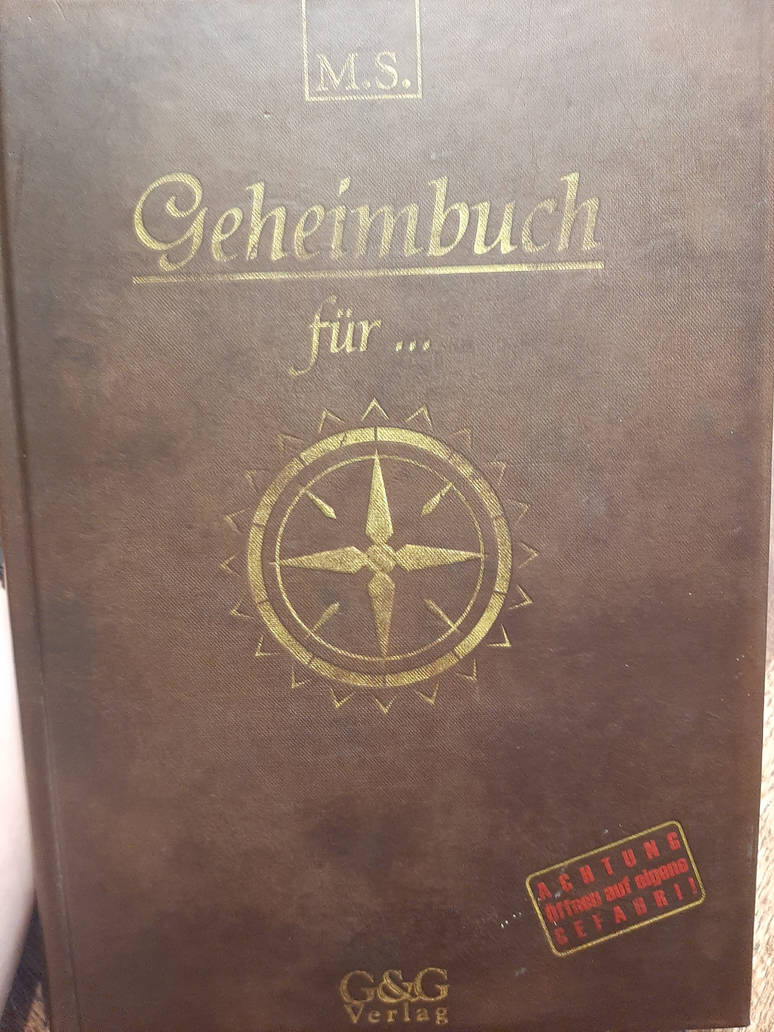 M.S.
Geheimbuch
für ...
ACHTUNG
öffnen auf eigene
GEFAHR!
G&G
Verlag